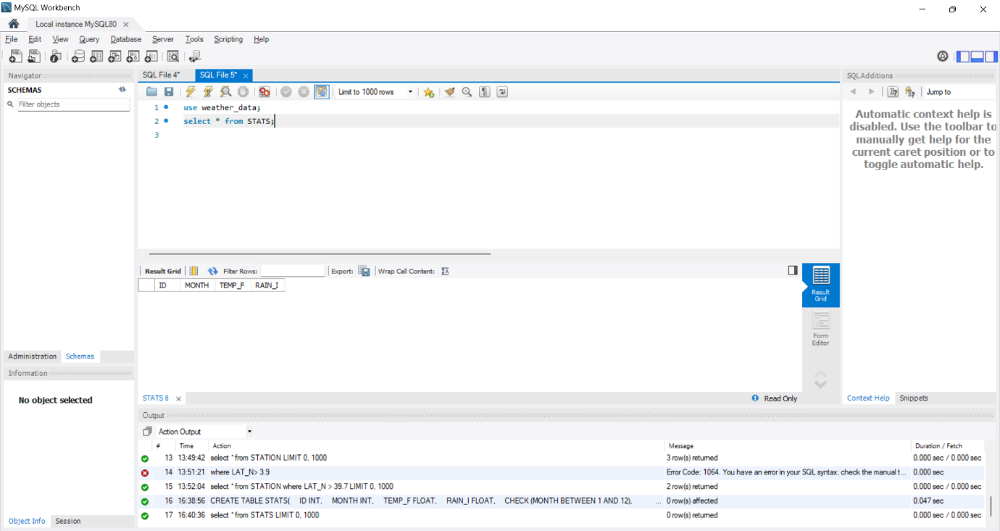 MySQL Workbench
Local instance MySQL80
File Edit View Query Database Server Tools Scripting Help
Navigator
SCHEMAS
Filter objects
Administration Schemas
Information
No object selected
Object Info Session
SQL File 4* SQL File 5*
Limit to 1000 rows
1 use weather_data;
2 select * from STATS;
3
Result Grid Filter Rows: Export: Wrap Cell Content:
ID MONTH TEMP_F RAIN_I
Result
Grid
Form
Editor
STATS 8 Read Only
SQLAdditions
Jump to
Automatic context help is
disabled. Use the toolbar to
manually get help for the
current caret position or to
toggle automatic help.
Context Help Snippets
Output
Action Output
# Time Action Message Duration / Fetch
13 13:49:42 select * from STATION LIMIT 0, 1000 3 row(s) returned 0.000 sec / 0.000 sec
14 13:51:21 where LAT_N> 3.9 Error Code: 1064. You have an error in your SQL syntax; check the manual t... 0.000 sec
15 13:52:04 select * from STATION where LAT_N > 39.7 LIMIT 0, 1000 2 row(s) returned 0.000 sec / 0.000 sec
16 16:38:56 CREATE TABLE STATS( ID INT, MONTH INT, TEMP_F FLOAT, RAIN_I FLOAT, CHECK (MONTH BETWEEN 1 AND 12), ... 0 row(s) affected 0.047 sec
17 16:40:36 select * from STATS LIMIT 0, 1000 0 row(s) returned 0.000 sec / 0.000 sec